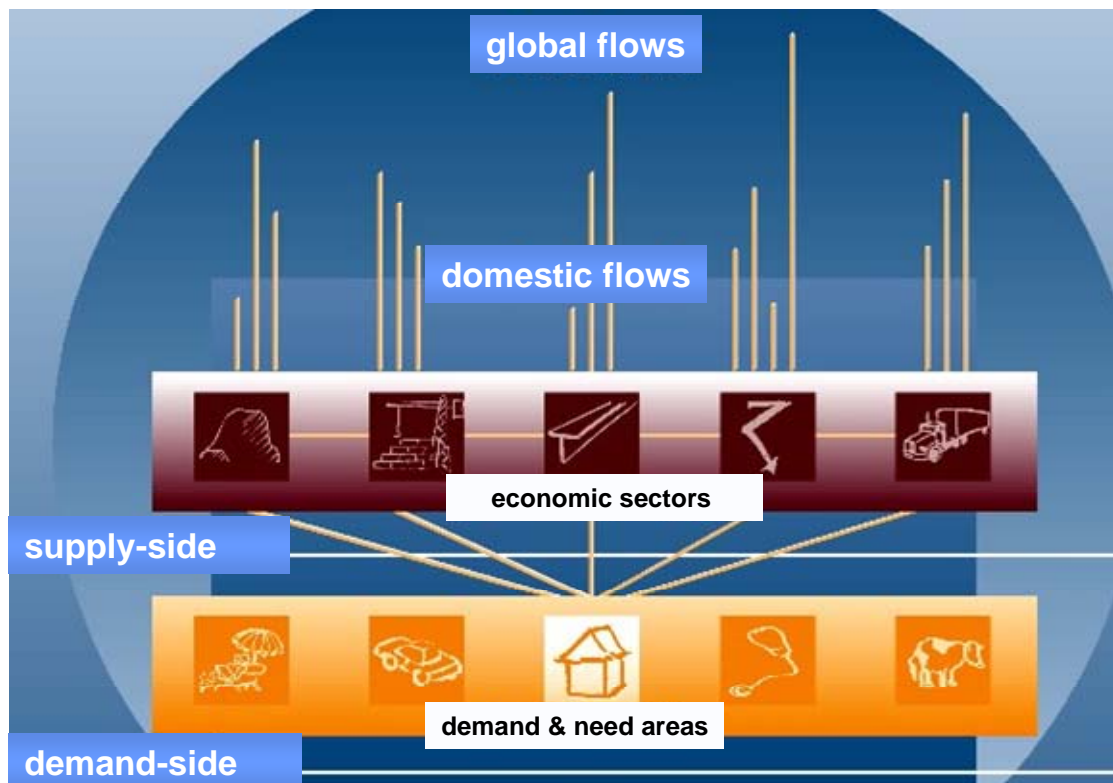 global flows
domestic flows
economic sectors
supply-side
demand & need areas
demand-side